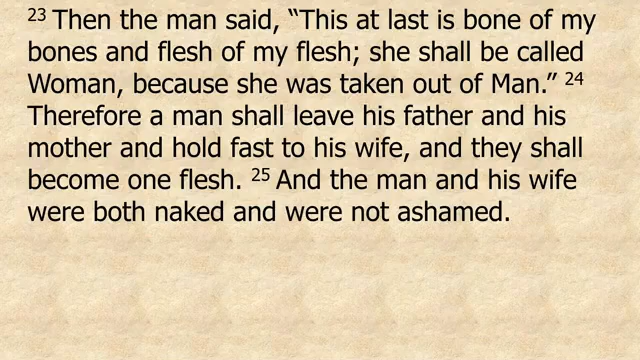 23 Then the man said, “This at last is bone of my
bones and flesh of my flesh; she shall be called
Woman, because she was taken out of Man.” 24
Therefore a man shall leave his father and his
mother and hold fast to his wife, and they shall
become one flesh. 25 And the man and his wife
were both naked and were not ashamed.